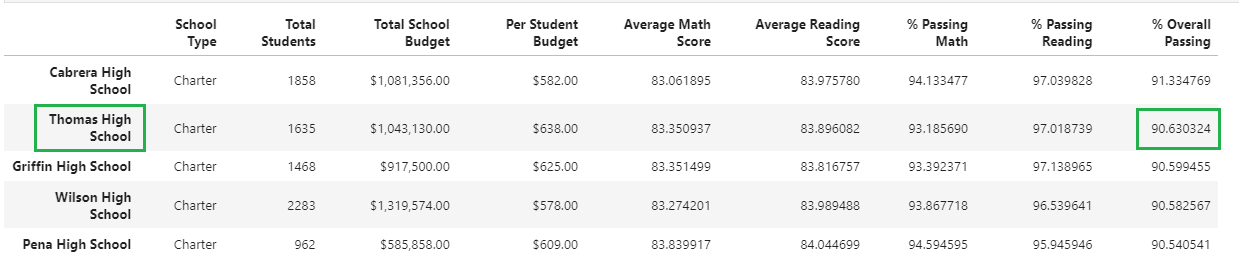 School Type Total Students Total School Budget Per Student Budget Average Math Score Average Reading Score % Passing Math % Passing Reading % Overall Passing
Cabrera High School Charter 1858 $1,081,356.00 $582.00 83.061895 83.975780 94.133477 97.039828 91.334769
Thomas High School Charter 1635 $1,043,130.00 $638.00 83.350937 83.896082 93.185690 97.018739 90.630324
Griffin High School Charter 1468 $917,500.00 $625.00 83.351499 83.816757 93.392371 97.138965 90.599455
Wilson High School Charter 2283 $1,319,574.00 $578.00 83.274201 83.989488 93.867718 96.539641 90.582567
Pena High School Charter 962 $585,858.00 $609.00 83.839917 84.044699 94.594595 95.945946 90.540541